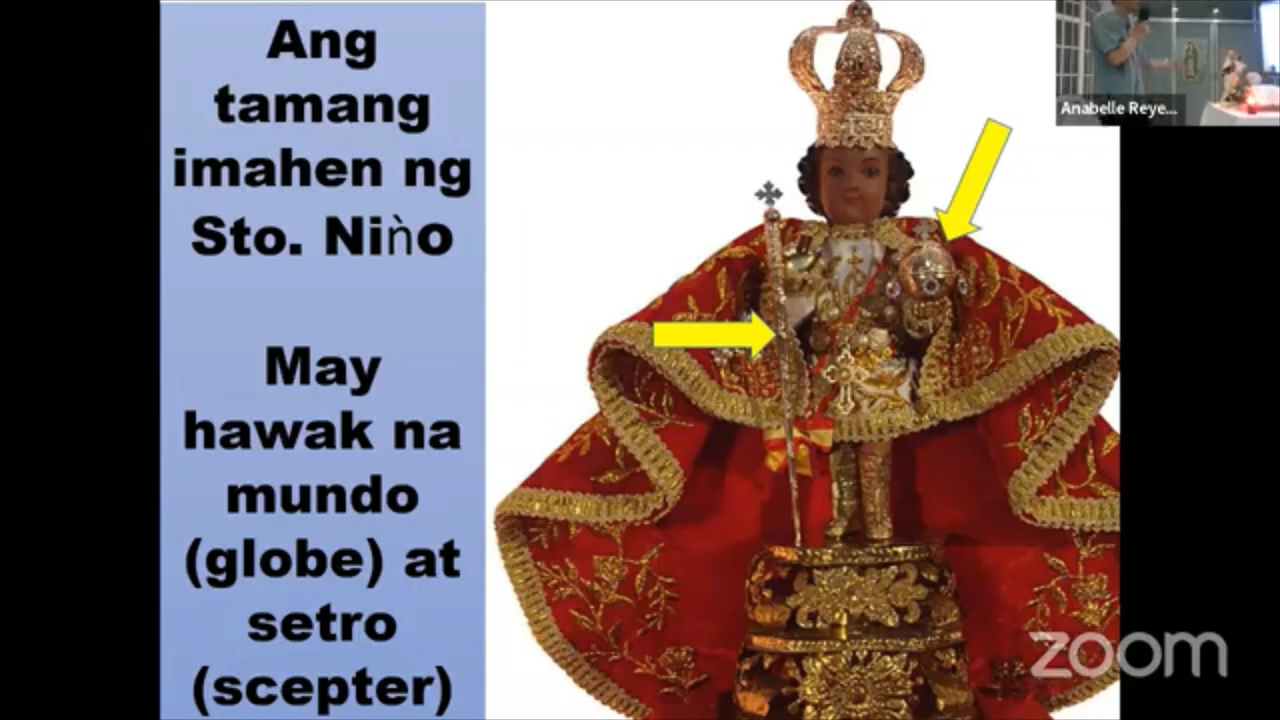 Ang
tamang
imahen ng
Sto. Niǹo
May
hawak na
mundo
(globe) at
setro
(scepter)
Anabelle Reye...
zoom